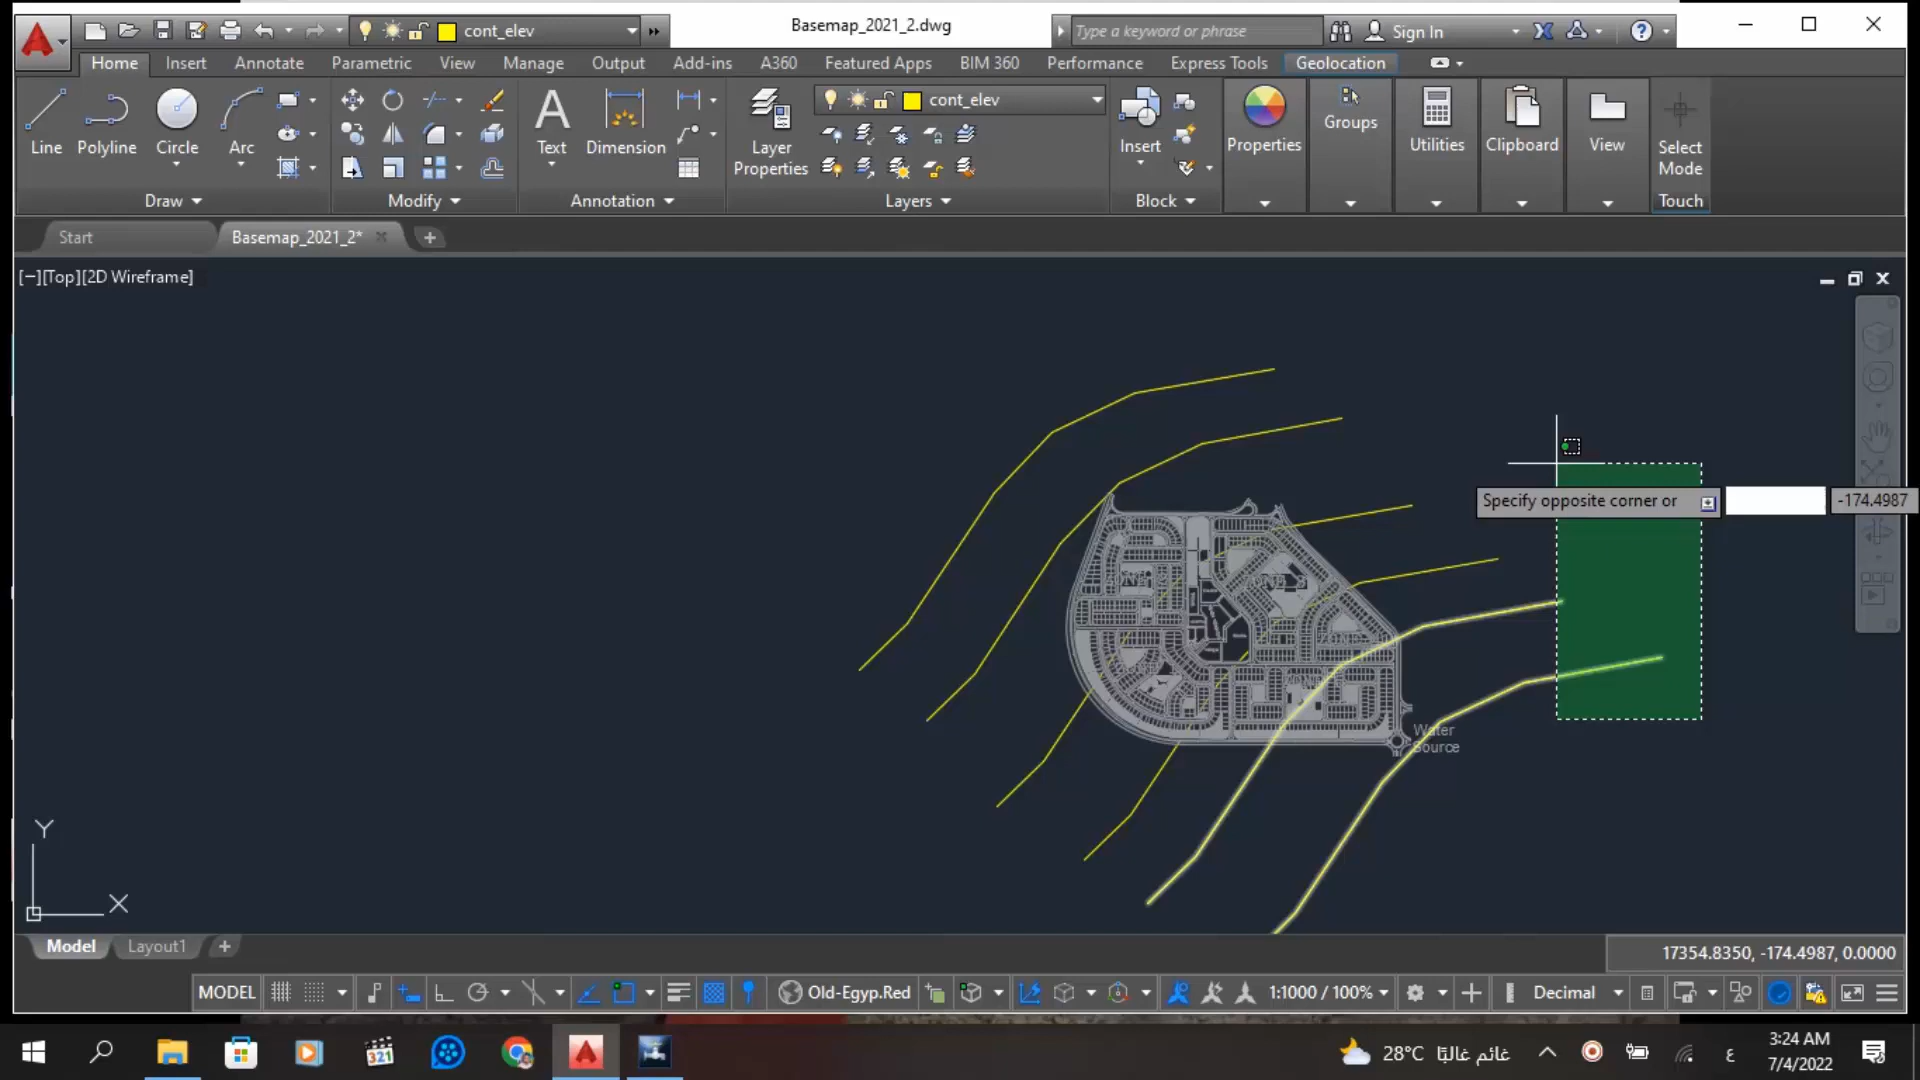 cont_elev
Basemap_2021_2.dwg
Type a keyword or phrase
Sign In
Home
Insert
Annotate
Parametric
View
Manage
Output
Add-ins
A360
Featured Apps
BIM 360
Performance
Express Tools
Geolocation
Line
Polyline
Circle
Arc
Draw
Modify
Text
Dimension
Annotation
Layer
Properties
cont_elev
Layers
Insert
Block
Properties
Groups
Utilities
Clipboard
View
Select
Mode
Touch
Start
Basemap_2021_2*
[−][Top][2D Wireframe]
Specify opposite corner or
-174.4987
Water
Source
Y
X
Model
Layout1
17354.8350, -174.4987, 0.0000
MODEL
Old-Egyp.Red
1:1000 / 100%
Decimal
321
28°C
غائم غالبًا
ع
3:24 AM
7/4/2022